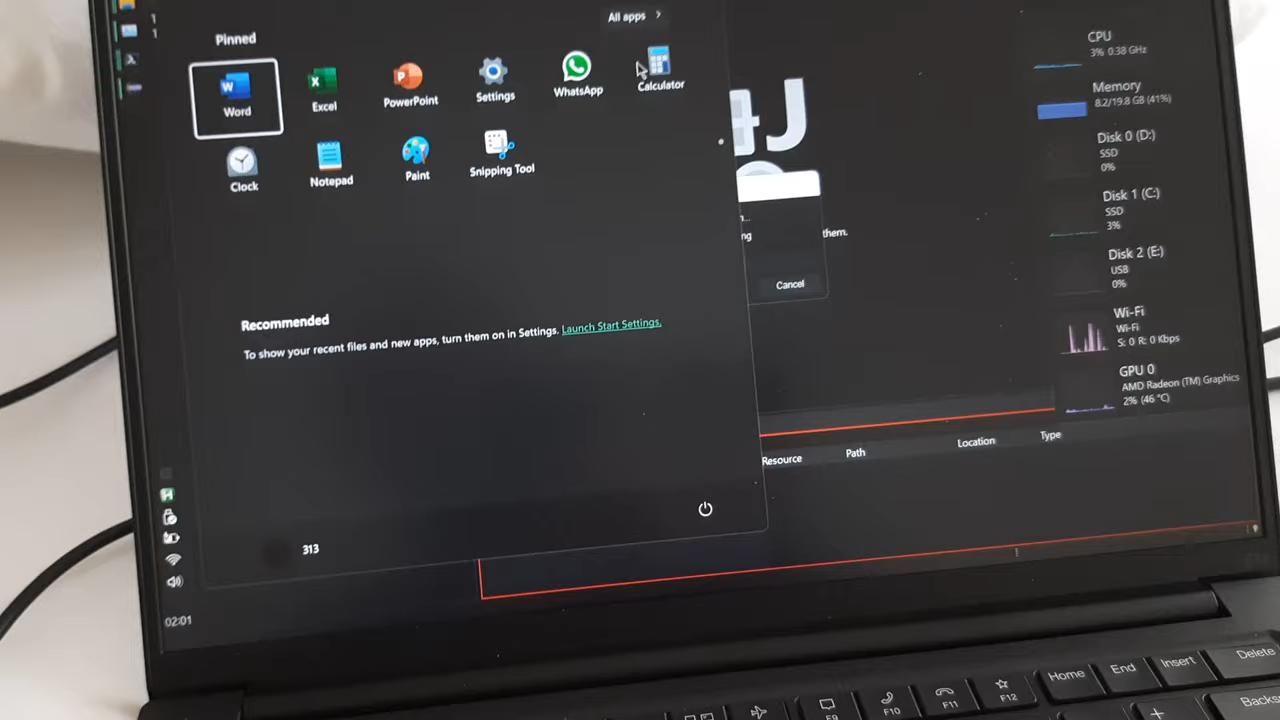 All apps >
Pinned
Word
Excel
PowerPoint
Settings
WhatsApp
Calculator
Clock
Notepad
Paint
Snipping Tool
Recommended
To show your recent files and new apps, turn them on in Settings. Launch Start Settings.
313
02:01
them.
Cancel
Resource
Path
Location
Type
CPU
3% 0.38 GHz
Memory
8.2/19.8 GB (41%)
Disk 0 (D:)
SSD
0%
Disk 1 (C:)
SSD
3%
Disk 2 (E:)
USB
0%
Wi-Fi
Wi-Fi
S: 0 R: 0 Kbps
GPU 0
AMD Radeon (TM) Graphics
2% (46 °C)
Home
End
Insert
Delete
F9
F10
F11
F12
Backs